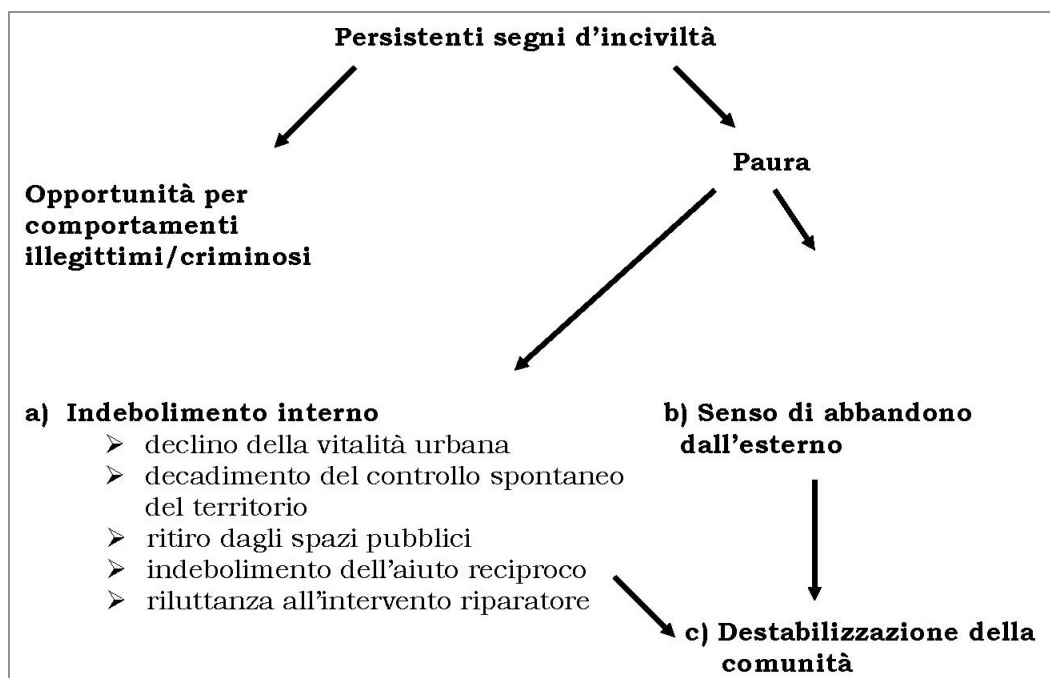 Persistenti segni d'inciviltà
Paura
Opportunità per
comportamenti
illegittimi/criminosi
a) Indebolimento interno
➢ declino della vitalità urbana
➢ decadimento del controllo spontaneo
del territorio
➢ ritiro dagli spazi pubblici
➢ indebolimento dell'aiuto reciproco
➢ riluttanza all'intervento riparatore
b) Senso di abbandono
dall'esterno
c) Destabilizzazione della
comunità